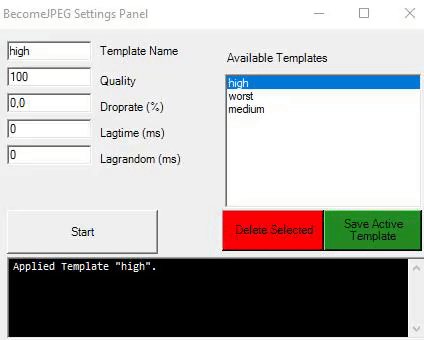 BecomeJPEG Settings Panel
high Template Name
100 Quality
0,0 Droprate (%)
0 Lagtime (ms)
0 Lagrandom (ms)
Available Templates
high
worst
medium
Start
Delete Selected
Save Active
Template
Applied Template "high".